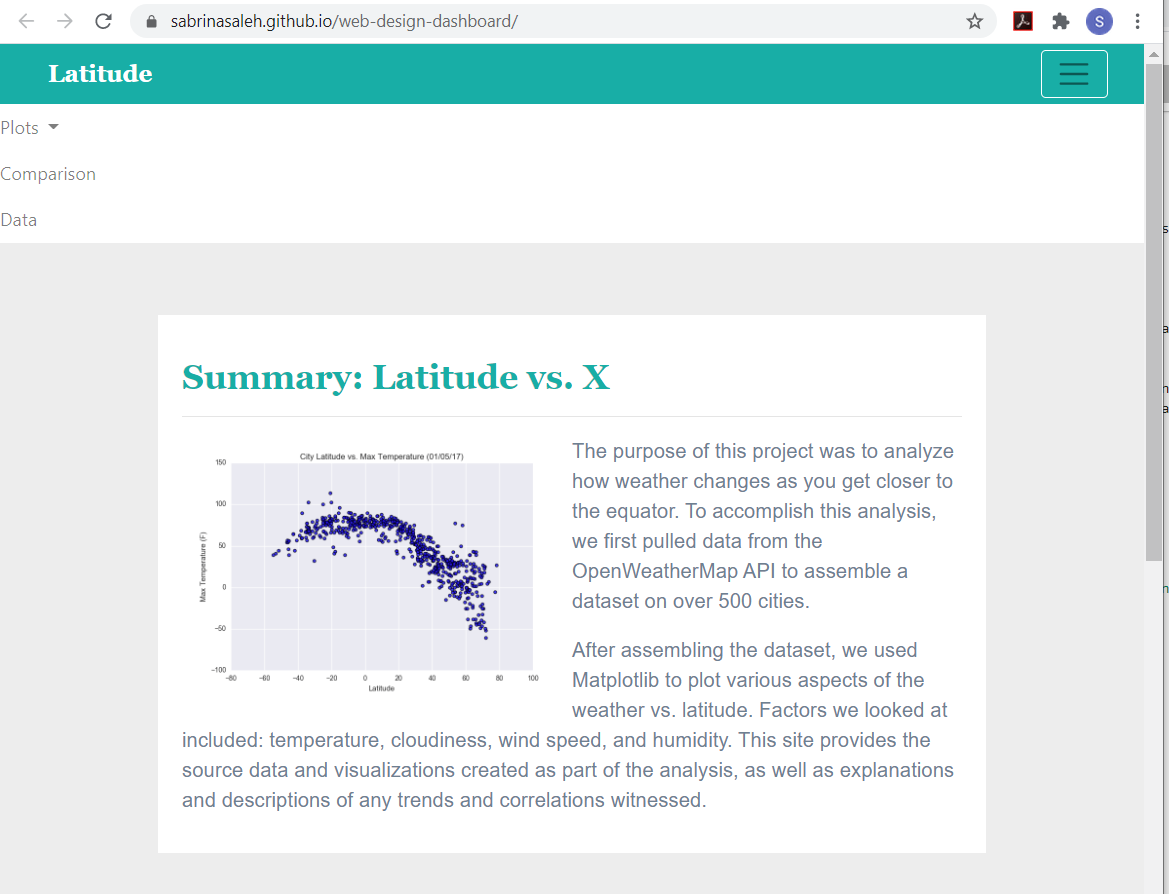 sabrinasaleh.github.io/web-design-dashboard/
S
Latitude
Plots
Comparison
Data
Summary: Latitude vs. X
City Latitude vs. Max Temperature (01/05/17)
150
100
50
0
−50
−100
Max Temperature (F)
−80 −60 −40 −20 0 20 40 60 80 100
Latitude
The purpose of this project was to analyze
how weather changes as you get closer to
the equator. To accomplish this analysis,
we first pulled data from the
OpenWeatherMap API to assemble a
dataset on over 500 cities.
After assembling the dataset, we used
Matplotlib to plot various aspects of the
weather vs. latitude. Factors we looked at
included: temperature, cloudiness, wind speed, and humidity. This site provides the
source data and visualizations created as part of the analysis, as well as explanations
and descriptions of any trends and correlations witnessed.